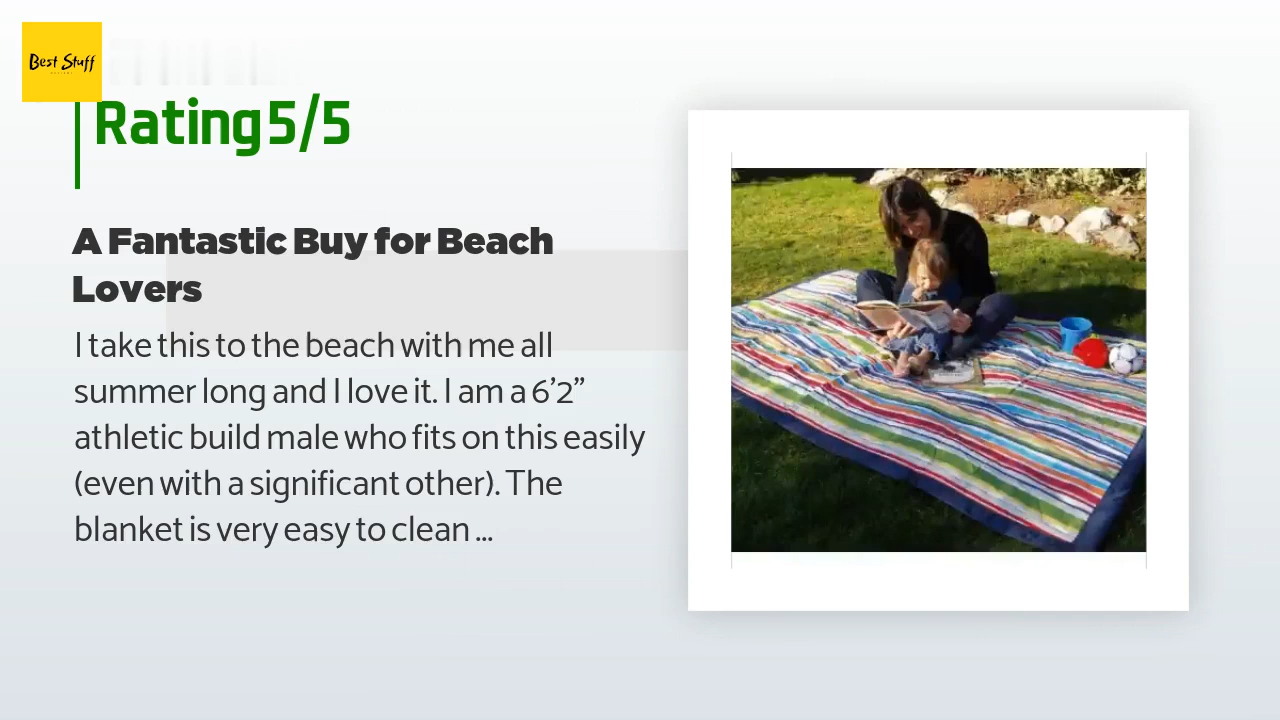 Best Stuff
Rating 5/5
A Fantastic Buy for Beach
Lovers
I take this to the beach with me all
summer long and I love it. I am a 6’2”
athletic build male who fits on this easily
(even with a significant other). The
blanket is very easy to clean ...